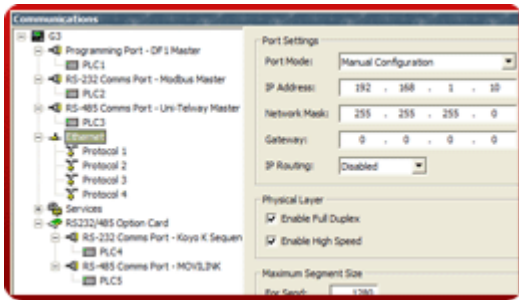 Communications
G3
Programming Port - DF1 Master
PLC1
RS-232 Comms Port - Modbus Master
PLC2
RS-485 Comms Port - Uni-Telway Master
PLC3
Ethernet
Protocol 1
Protocol 2
Protocol 3
Protocol 4
Services
RS232/485 Option Card
RS-232 Comms Port - Koyo K Sequen
PLC4
RS-485 Comms Port - MOVILINK
PLC5
Port Settings
Port Mode: Manual Configuration
IP Address: 192 . 168 . 1 . 10
Network Mask: 255 . 255 . 255 . 0
Gateway: 0 . 0 . 0 . 0
IP Routing: Disabled
Physical Layer
Enable Full Duplex
Enable High Speed
Maximum Segment Size
For Send: 1280